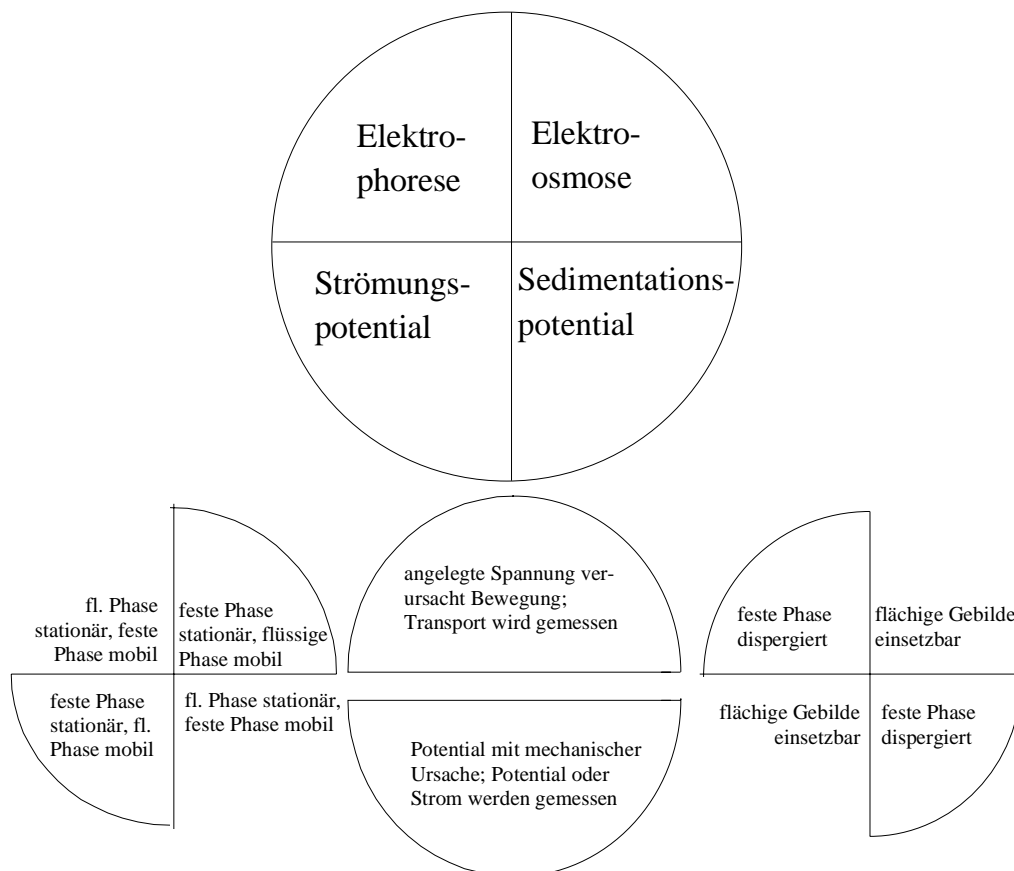 Elektro-
phorese
Elektro-
osmose
Strömungs-
potential
Sedimentations-
potential
fl. Phase
stationär, feste
Phase mobil
feste Phase
stationär, flüssige
Phase mobil
feste Phase
stationär, fl.
Phase mobil
fl. Phase stationär,
feste Phase mobil
angelegte Spannung ver-
ursacht Bewegung;
Transport wird gemessen
Potential mit mechanischer
Ursache; Potential oder
Strom werden gemessen
feste Phase
dispergiert
flächige Gebilde
einsetzbar
flächige Gebilde
einsetzbar
feste Phase
dispergiert